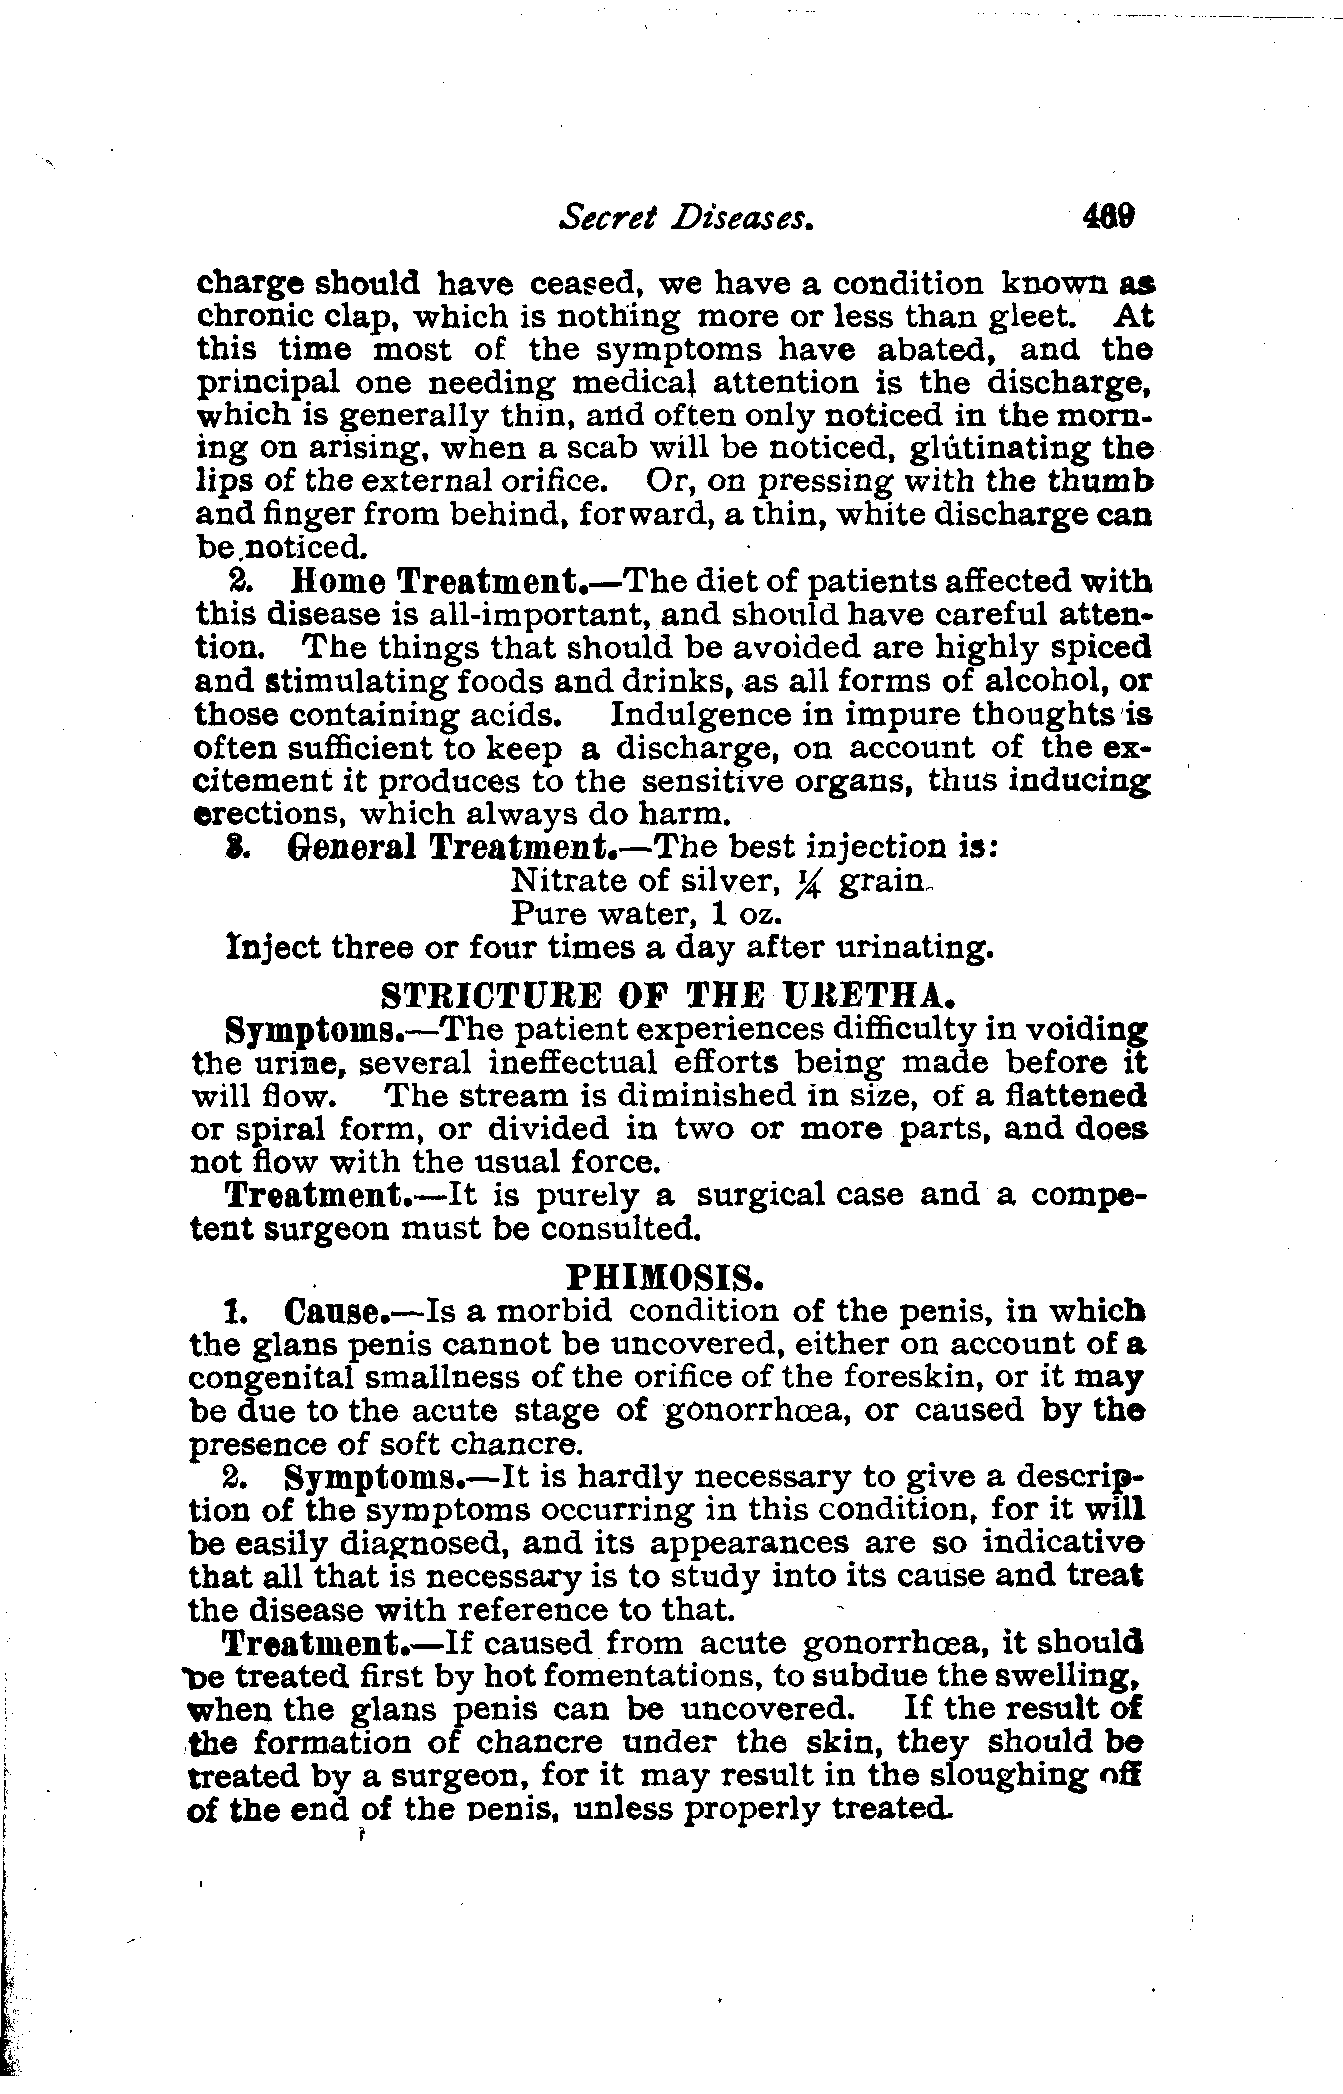 Secret Diseases. 469
charge should have ceased, we have a condition known as
chronic clap, which is nothing more or less than gleet. At
this time most of the symptoms have abated, and the
principal one needing medical attention is the discharge,
which is generally thin, and often only noticed in the morn-
ing on arising, when a scab will be noticed, glutinating the
lips of the external orifice. Or, on pressing with the thumb
and finger from behind, forward, a thin, white discharge can
be noticed.
2. Home Treatment.—The diet of patients affected with
this disease is all-important, and should have careful atten-
tion. The things that should be avoided are highly spiced
and stimulating foods and drinks, as all forms of alcohol, or
those containing acids. Indulgence in impure thoughts is
often sufficient to keep a discharge, on account of the ex-
citement it produces to the sensitive organs, thus inducing
erections, which always do harm.
3. General Treatment.—The best injection is:
Nitrate of silver, ¼ grain.
Pure water, 1 oz.
Inject three or four times a day after urinating.
STRICTURE OF THE URETHA.
Symptoms.—The patient experiences difficulty in voiding
the urine, several ineffectual efforts being made before it
will flow. The stream is diminished in size, of a flattened
or spiral form, or divided in two or more parts, and does
not flow with the usual force.
Treatment.—It is purely a surgical case and a compe-
tent surgeon must be consulted.
PHIMOSIS.
1. Cause.—Is a morbid condition of the penis, in which
the glans penis cannot be uncovered, either on account of a
congenital smallness of the orifice of the foreskin, or it may
be due to the acute stage of gonorrhœa, or caused by the
presence of soft chancre.
2. Symptoms.—It is hardly necessary to give a descrip-
tion of the symptoms occurring in this condition, for it will
be easily diagnosed, and its appearances are so indicative
that all that is necessary is to study into its cause and treat
the disease with reference to that.
Treatment.—If caused from acute gonorrhœa, it should
be treated first by hot fomentations, to subdue the swelling,
when the glans penis can be uncovered. If the result of
the formation of chancre under the skin, they should be
treated by a surgeon, for it may result in the sloughing off
of the end of the penis, unless properly treated.